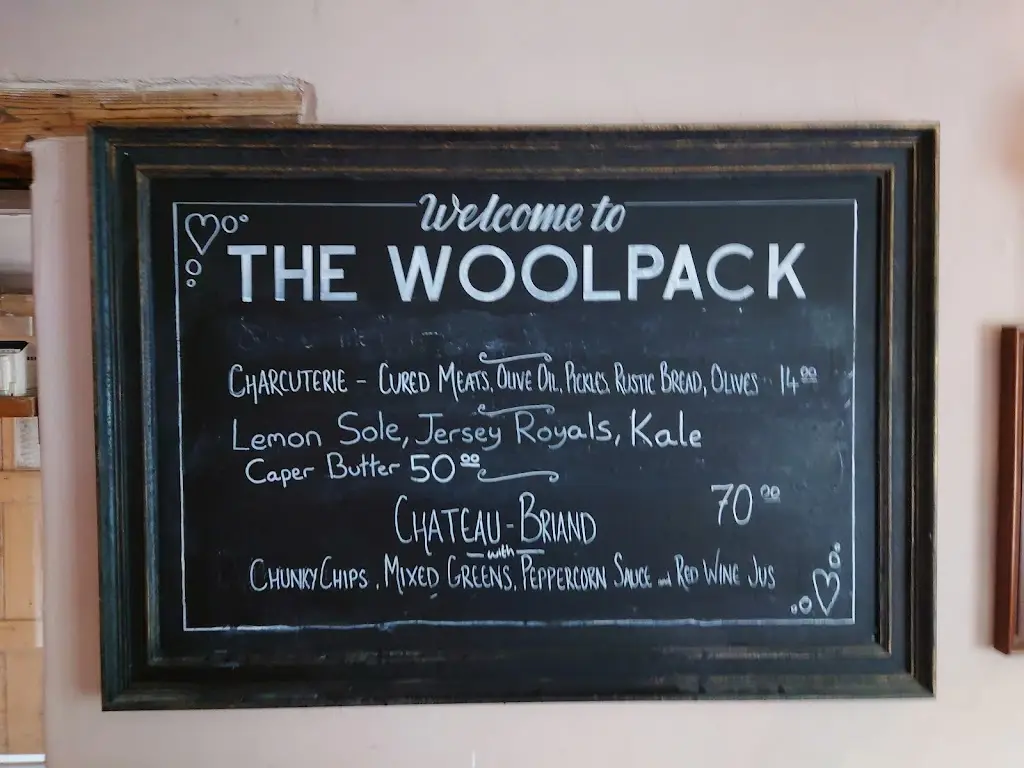 Welcome to
THE WOOLPACK
CHARCUTERIE - CURED MEATS, OLIVE OIL, PICKLES, RUSTIC BREAD, OLIVES 14.00
Lemon Sole, Jersey Royals, Kale
Caper Butter 50.00
70.00
CHATEAU-BRIAND
with
CHUNKY CHIPS, MIXED GREENS, PEPPERCORN SAUCE and RED WINE JUS